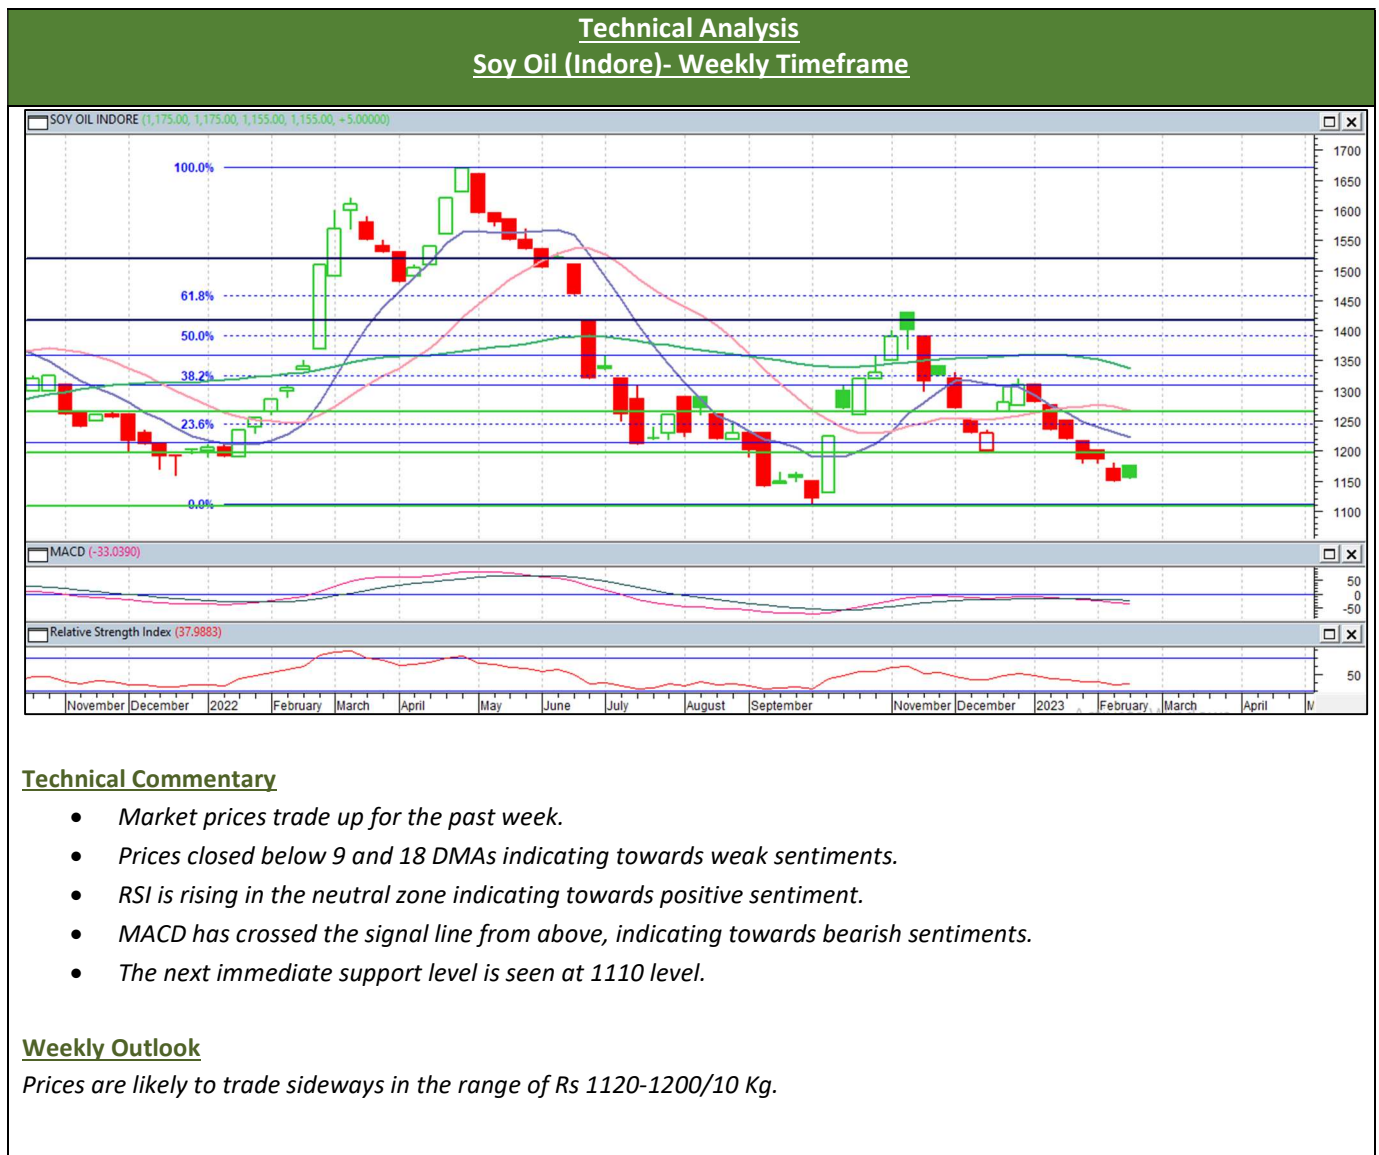 Technical Analysis
Soy Oil (Indore)- Weekly Timeframe
SOY OIL INDORE (1,175.00, 1,175.00, 1,155.00, 1,155.00, +5.00000)
1700
1650
1600
1550
1500
1450
1400
1350
1300
1250
1200
1150
1100
100.0%
61.8%
50.0%
38.2%
23.6%
0.0%
MACD (-33.0390)
50
0
-50
Relative Strength Index (37.9883)
50
November December 2022 February March April May June July August September November December 2023 February March April M
Technical Commentary
• Market prices trade up for the past week.
• Prices closed below 9 and 18 DMAs indicating towards weak sentiments.
• RSI is rising in the neutral zone indicating towards positive sentiment.
• MACD has crossed the signal line from above, indicating towards bearish sentiments.
• The next immediate support level is seen at 1110 level.
Weekly Outlook
Prices are likely to trade sideways in the range of Rs 1120-1200/10 Kg.